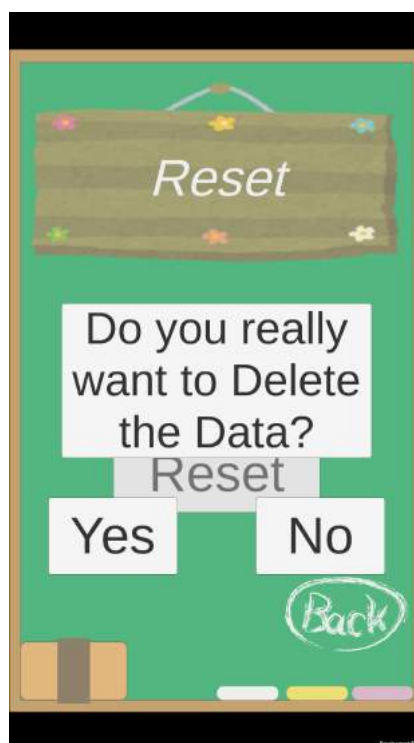 Reset
Do you really
want to Delete
the Data?
Reset
Yes
No
Back